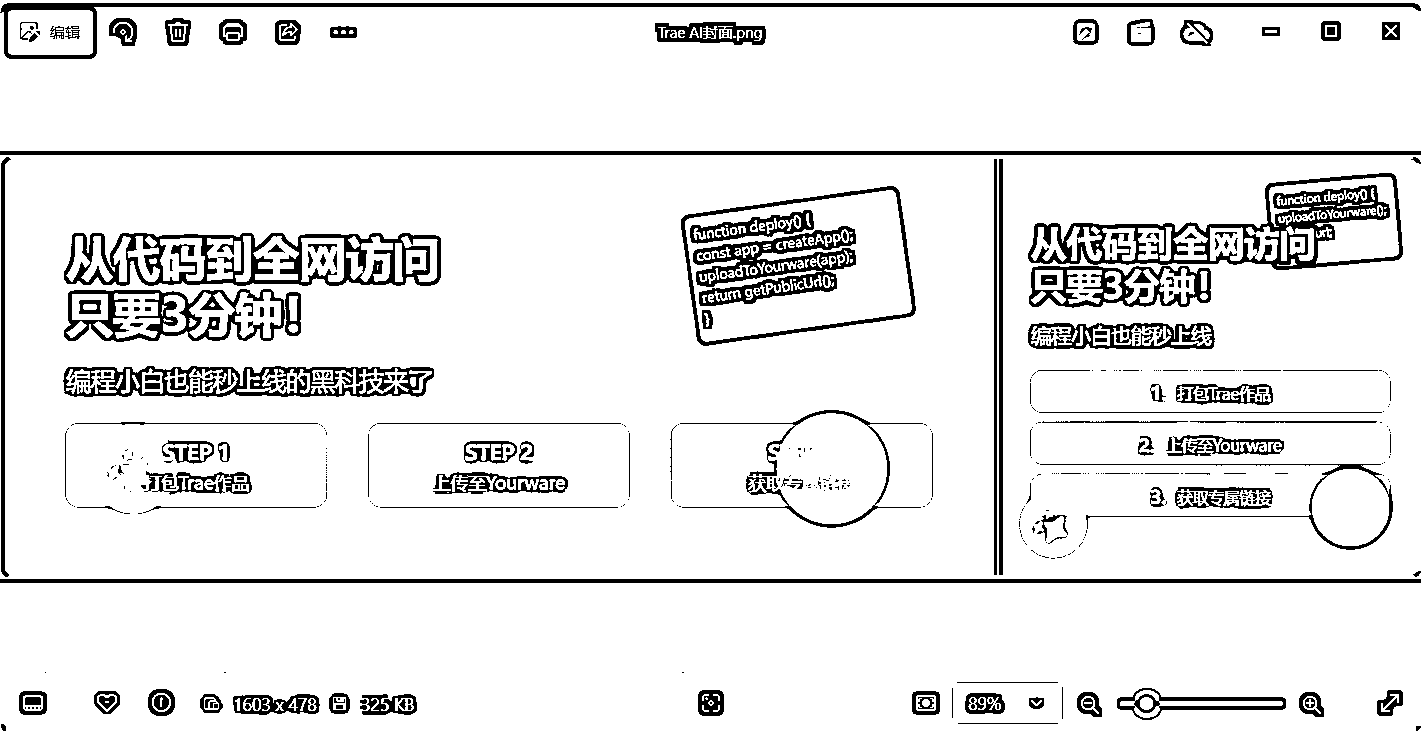 编辑
Trae AI封面.png
从代码到全网访问
只要3分钟！
编程小白也能秒上线的黑科技来了
function deploy() {
const app = createApp();
uploadToYourware(app);
return getPublicUrl();
}
STEP 1
打包Trae作品
STEP 2
上传至Yourware
获取专属链接
function deploy() {
uploadToYourware();
url;
从代码到全网访问
只要3分钟！
编程小白也能秒上线
1. 打包Trae作品
2. 上传至Yourware
3. 获取专属链接
1603 x 478
325 KB
89%